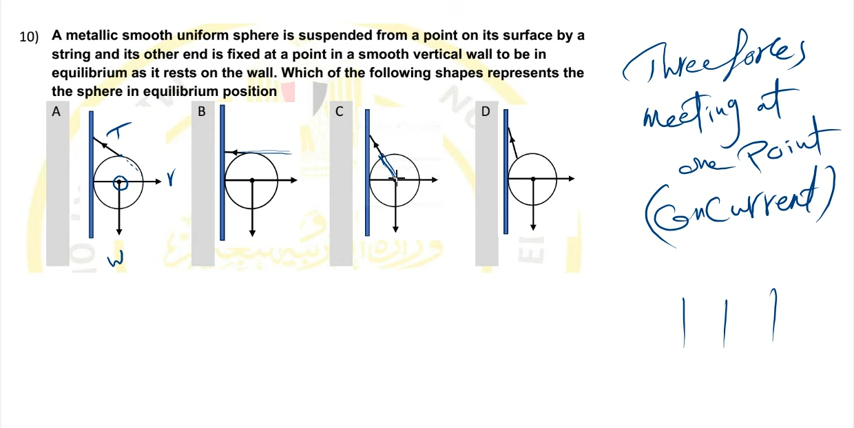 10) A metallic smooth uniform sphere is suspended from a point on its surface by a
string and its other end is fixed at a point in a smooth vertical wall to be in
equilibrium as it rests on the wall. Which of the following shapes represents the
the sphere in equilibrium position
A B C D
T
r
W
Three forces
meeting at
one Point
(Concurrent)
NO
EI